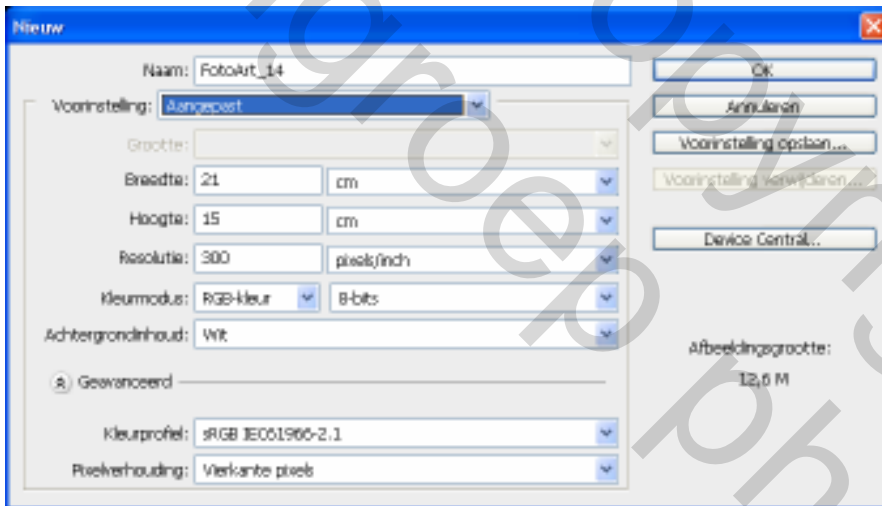 Nieuw
Naam: FotoArt_14
OK
Voorinstelling: Aangepast
Annuleren
Grootte:
Voorinstelling opslaan...
Breedte: 21 cm
Voorinstelling verwijderen...
Hoogte: 15 cm
Device Central...
Resolutie: 300 pixels/inch
Kleurmodus: RGB-kleur 8-bits
Achtergrondinhoud: Wit
Afbeeldingsgrootte:
12,6 M
Geavanceerd
Kleurprofiel: sRGB IEC61966-2.1
Pixelverhouding: Vierkante pixels